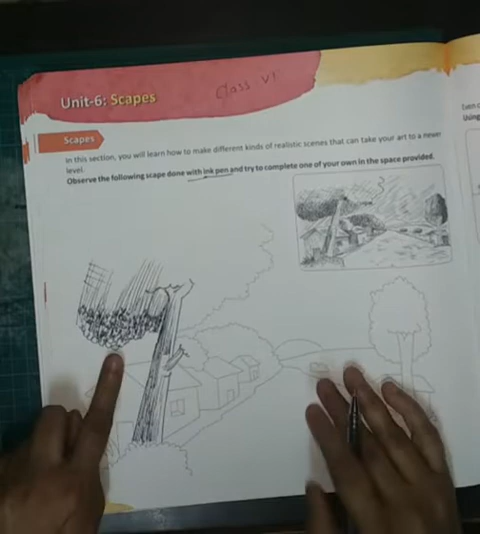 Unit-6: Scapes
Class VI
Scapes
In this section, you will learn how to make different kinds of realistic scenes that can take your art to a newer
level.
Observe the following scape done with ink pen and try to complete one of your own in the space provided.
Using